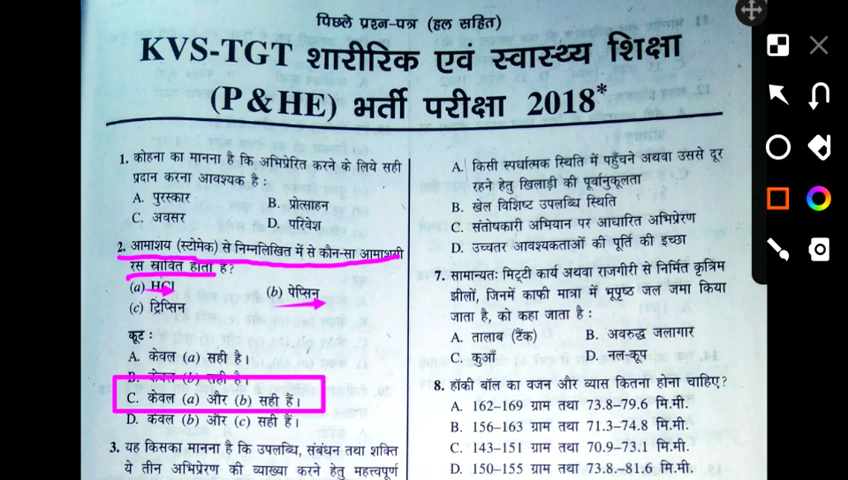 पिछले प्रश्न-पत्र (हल सहित)
KVS-TGT शारीरिक एवं स्वास्थ्य शिक्षा
(P & HE) भर्ती परीक्षा 2018*
1. कोहना का मानना है कि अभिप्रेरित करने के लिये सही
प्रदान करना आवश्यक है :
A. पुरस्कार B. प्रोत्साहन
C. अवसर D. परिवेश
2. आमाशय (स्टोमेक) से निम्नलिखित में से कौन-सा आमाशयी
रस स्रावित होता है?
(a) HCl (b) पेप्सिन
(c) ट्रिप्सिन
कूट :
A. केवल (a) सही है।
B. केवल (b) सही है।
C. केवल (a) और (b) सही हैं।
D. केवल (b) और (c) सही हैं।
3. यह किसका मानना है कि उपलब्धि, संबंधन तथा शक्ति
ये तीन अभिप्रेरण की व्याख्या करने हेतु महत्वपूर्ण
A. किसी स्पर्धात्मक स्थिति में पहुँचने अथवा उससे दूर
रहने हेतु खिलाड़ी की पूर्वानुकूलता
B. खेल विशिष्ट उपलब्धि स्थिति
C. संतोषकारी अभियान पर आधारित अभिप्रेरण
D. उच्चतर आवश्यकताओं की पूर्ति की इच्छा
7. सामान्यतः मिट्टी कार्य अथवा राजगीरी से निर्मित कृत्रिम
झीलों, जिनमें काफी मात्रा में भूपृष्ठ जल जमा किया
जाता है, को कहा जाता है :
A. तालाब (टैंक) B. अवरुद्ध जलागार
C. कुआँ D. नल-कूप
8. हॉकी बॉल का वजन और व्यास कितना होना चाहिए?
A. 162–169 ग्राम तथा 73.8–79.6 मि.मी.
B. 156–163 ग्राम तथा 71.3–74.8 मि.मी.
C. 143–151 ग्राम तथा 70.9–73.1 मि.मी.
D. 150–155 ग्राम तथा 73.8.–81.6 मि.मी.